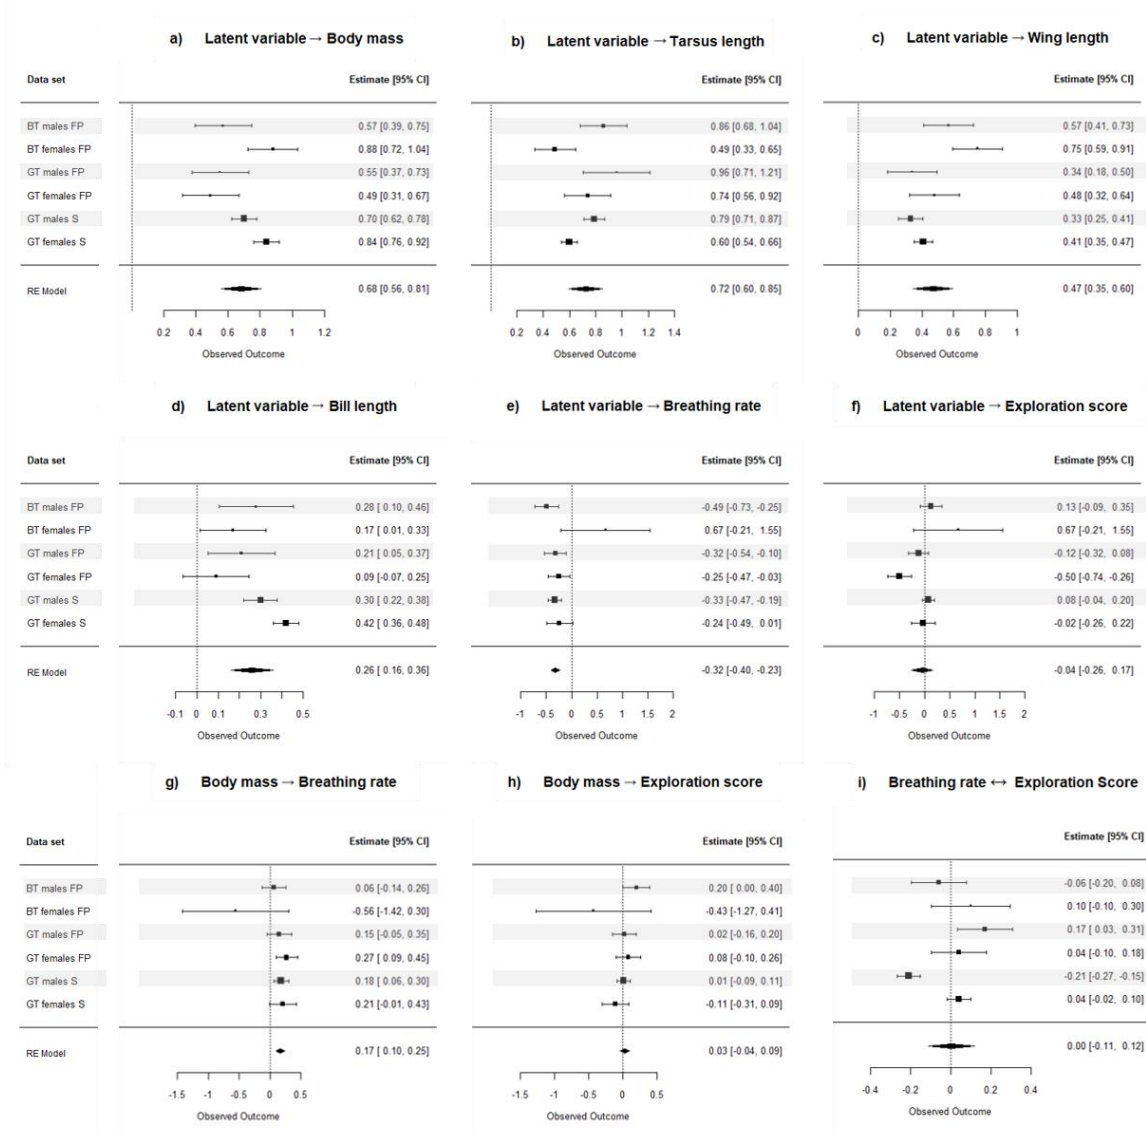 a) Latent variable → Body mass
Data set Estimate [95% CI]
BT males FP 0.57 [0.39, 0.75]
BT females FP 0.88 [0.72, 1.04]
GT males FP 0.55 [0.37, 0.73]
GT females FP 0.49 [0.31, 0.67]
GT males S 0.70 [0.62, 0.78]
GT females S 0.84 [0.76, 0.92]
RE Model 0.68 [0.56, 0.81]
0.2 0.4 0.6 0.8 1 1.2
Observed Outcome
b) Latent variable → Tarsus length
Estimate [95% CI]
0.86 [0.68, 1.04]
0.49 [0.33, 0.65]
0.96 [0.71, 1.21]
0.74 [0.56, 0.92]
0.79 [0.71, 0.87]
0.60 [0.54, 0.66]
0.72 [0.60, 0.85]
0.2 0.4 0.6 0.8 1 1.2 1.4
Observed Outcome
c) Latent variable → Wing length
Estimate [95% CI]
0.57 [0.41, 0.73]
0.75 [0.59, 0.91]
0.34 [0.18, 0.50]
0.48 [0.32, 0.64]
0.33 [0.25, 0.41]
0.41 [0.35, 0.47]
0.47 [0.35, 0.60]
0 0.2 0.4 0.6 0.8 1
Observed Outcome
d) Latent variable → Bill length
Data set Estimate [95% CI]
BT males FP 0.28 [ 0.10, 0.46]
BT females FP 0.17 [ 0.01, 0.33]
GT males FP 0.21 [ 0.05, 0.37]
GT females FP 0.09 [-0.07, 0.25]
GT males S 0.30 [ 0.22, 0.38]
GT females S 0.42 [ 0.36, 0.48]
RE Model 0.26 [ 0.16, 0.36]
-0.1 0 0.1 0.3 0.5
Observed Outcome
e) Latent variable → Breathing rate
Estimate [95% CI]
-0.49 [-0.73, -0.25]
0.67 [-0.21, 1.55]
-0.32 [-0.54, -0.10]
-0.25 [-0.47, -0.03]
-0.33 [-0.47, -0.19]
-0.24 [-0.49, 0.01]
-0.32 [-0.40, -0.23]
-1 -0.5 0 0.5 1 1.5 2
Observed Outcome
f) Latent variable → Exploration score
Estimate [95% CI]
0.13 [-0.09, 0.35]
0.67 [-0.21, 1.55]
-0.12 [-0.32, 0.08]
-0.50 [-0.74, -0.26]
0.08 [-0.04, 0.20]
-0.02 [-0.26, 0.22]
-0.04 [-0.26, 0.17]
-1 -0.5 0 0.5 1 1.5 2
Observed Outcome
g) Body mass → Breathing rate
Data set Estimate [95% CI]
BT males FP 0.06 [-0.14, 0.26]
BT females FP -0.56 [-1.42, 0.30]
GT males FP 0.15 [-0.05, 0.35]
GT females FP 0.27 [ 0.09, 0.45]
GT males S 0.18 [ 0.06, 0.30]
GT females S 0.21 [-0.01, 0.43]
RE Model 0.17 [ 0.10, 0.25]
-1.5 -1 -0.5 0 0.5
Observed Outcome
h) Body mass → Exploration score
Estimate [95% CI]
0.20 [ 0.00, 0.40]
-0.43 [-1.27, 0.41]
0.02 [-0.16, 0.20]
0.08 [-0.10, 0.26]
0.01 [-0.09, 0.11]
-0.11 [-0.31, 0.09]
0.03 [-0.04, 0.09]
-1.5 -1 -0.5 0 0.5
Observed Outcome
i) Breathing rate ↔ Exploration Score
Estimate [95% CI]
-0.06 [-0.20, 0.08]
0.10 [-0.10, 0.30]
0.17 [ 0.03, 0.31]
0.04 [-0.10, 0.18]
-0.21 [-0.27, -0.15]
0.04 [-0.02, 0.10]
0.00 [-0.11, 0.12]
-0.4 -0.2 0 0.2 0.4
Observed Outcome